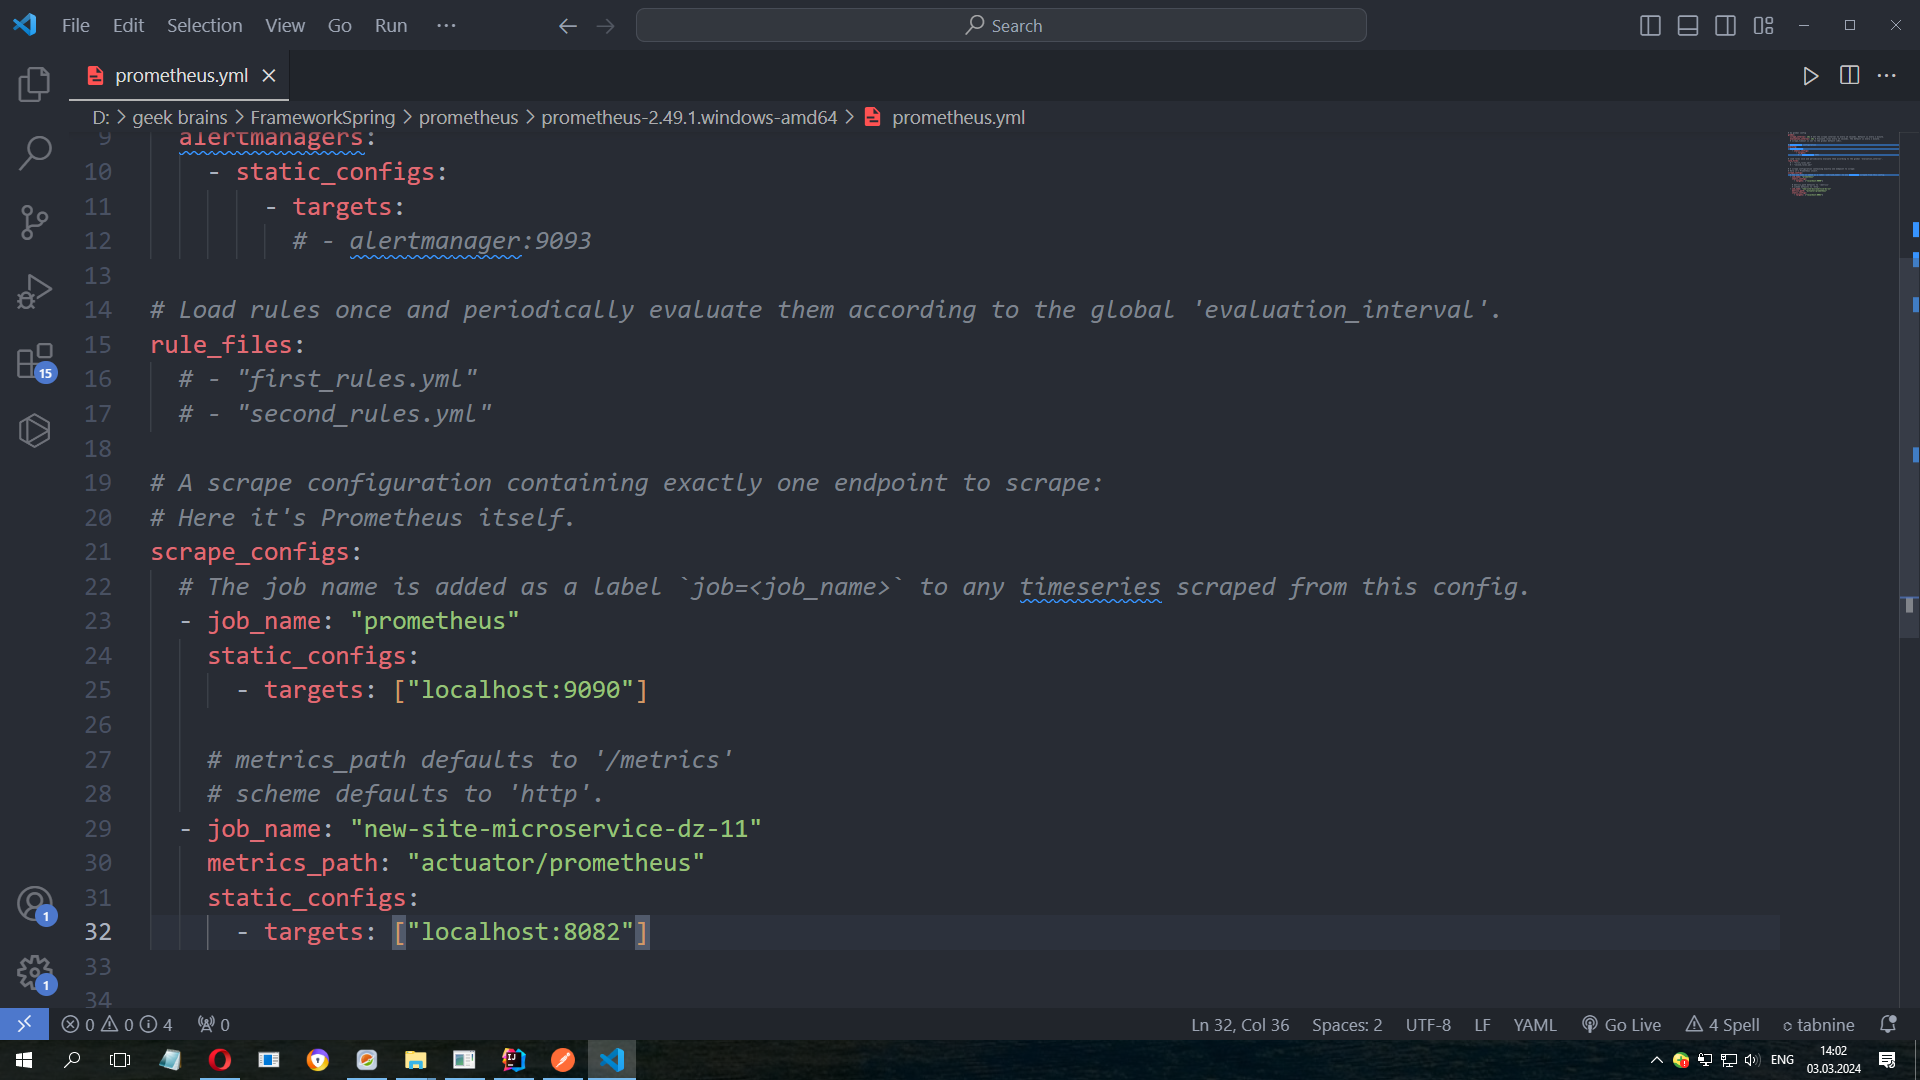 File Edit Selection View Go Run ··· Search
prometheus.yml
D: > geek brains > FrameworkSpring > prometheus > prometheus-2.49.1.windows-amd64 > prometheus.yml
9 alertmanagers:
10 - static_configs:
11 - targets:
12 # - alertmanager:9093
13
14 # Load rules once and periodically evaluate them according to the global 'evaluation_interval'.
15 rule_files:
16 # - "first_rules.yml"
17 # - "second_rules.yml"
18
19 # A scrape configuration containing exactly one endpoint to scrape:
20 # Here it's Prometheus itself.
21 scrape_configs:
22 # The job name is added as a label `job=<job_name>` to any timeseries scraped from this config.
23 - job_name: "prometheus"
24 static_configs:
25 - targets: ["localhost:9090"]
26
27 # metrics_path defaults to '/metrics'
28 # scheme defaults to 'http'.
29 - job_name: "new-site-microservice-dz-11"
30 metrics_path: "actuator/prometheus"
31 static_configs:
32 - targets: ["localhost:8082"]
33
34
15
1
1
0 0 4 0 Ln 32, Col 36 Spaces: 2 UTF-8 LF YAML Go Live 4 Spell tabnine
ENG 14:02
03.03.2024